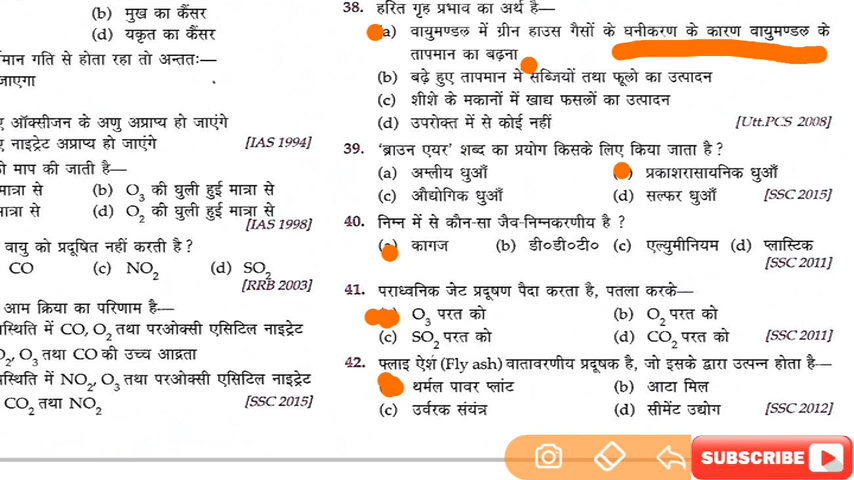 (b) मुख का कैंसर
(d) यकृत का कैंसर
र्मान गति से होता रहा तो अन्ततः—
जाएगा
ए ऑक्सीजन के अणु अप्राप्य हो जाएंगे
ए नाइट्रेट अप्राप्य हो जाएंगे [IAS 1994]
की माप की जाती है—
मात्रा से (b) O3 की घुली हुई मात्रा से
मात्रा से (d) O2 की घुली हुई मात्रा से
[IAS 1998]
वायु को प्रदूषित नहीं करती है ?
CO (c) NO2 (d) SO2
[RRB 2003]
आम क्रिया का परिणाम है—
स्थिति में CO, O2 तथा परओक्सी एसिटिल नाइट्रेट
O2, O3 तथा CO की उच्च आद्रता
स्थिति में NO2, O3 तथा परओक्सी एसिटिल नाइट्रेट
CO2 तथा NO2 [SSC 2015]
38. हरित गृह प्रभाव का अर्थ है—
a) वायुमण्डल में ग्रीन हाउस गैसों के घनीकरण के कारण वायुमण्डल के
तापमान का बढ़ना
(b) बढ़े हुए तापमान में सब्जियों तथा फूलो का उत्पादन
(c) शीशे के मकानों में खाद्य फसलों का उत्पादन
(d) उपरोक्त में से कोई नहीं [Utt.PCS 2008]
39. ‘ब्राउन एयर’ शब्द का प्रयोग किसके लिए किया जाता है ?
(a) अम्लीय धुआँ प्रकाशरासायनिक धुआँ
(c) औद्योगिक धुआँ (d) सल्फर धुआँ [SSC 2015]
40. निम्न में से कौन-सा जैव-निम्नकरणीय है ?
(a) कागज (b) डी०डी०टी० (c) एल्युमीनियम (d) प्लास्टिक
[SSC 2011]
41. पराध्वनिक जेट प्रदूषण पैदा करता है, पतला करके—
O3 परत को (b) O2 परत को
(c) SO2 परत को (d) CO2 परत को [SSC 2011]
42. फ्लाइ ऐश (Fly ash) वातावरणीय प्रदूषक है, जो इसके द्वारा उत्पन्न होता है—
थर्मल पावर प्लांट (b) आटा मिल
(c) उर्वरक संयंत्र (d) सीमेंट उद्योग [SSC 2012]
SUBSCRIBE